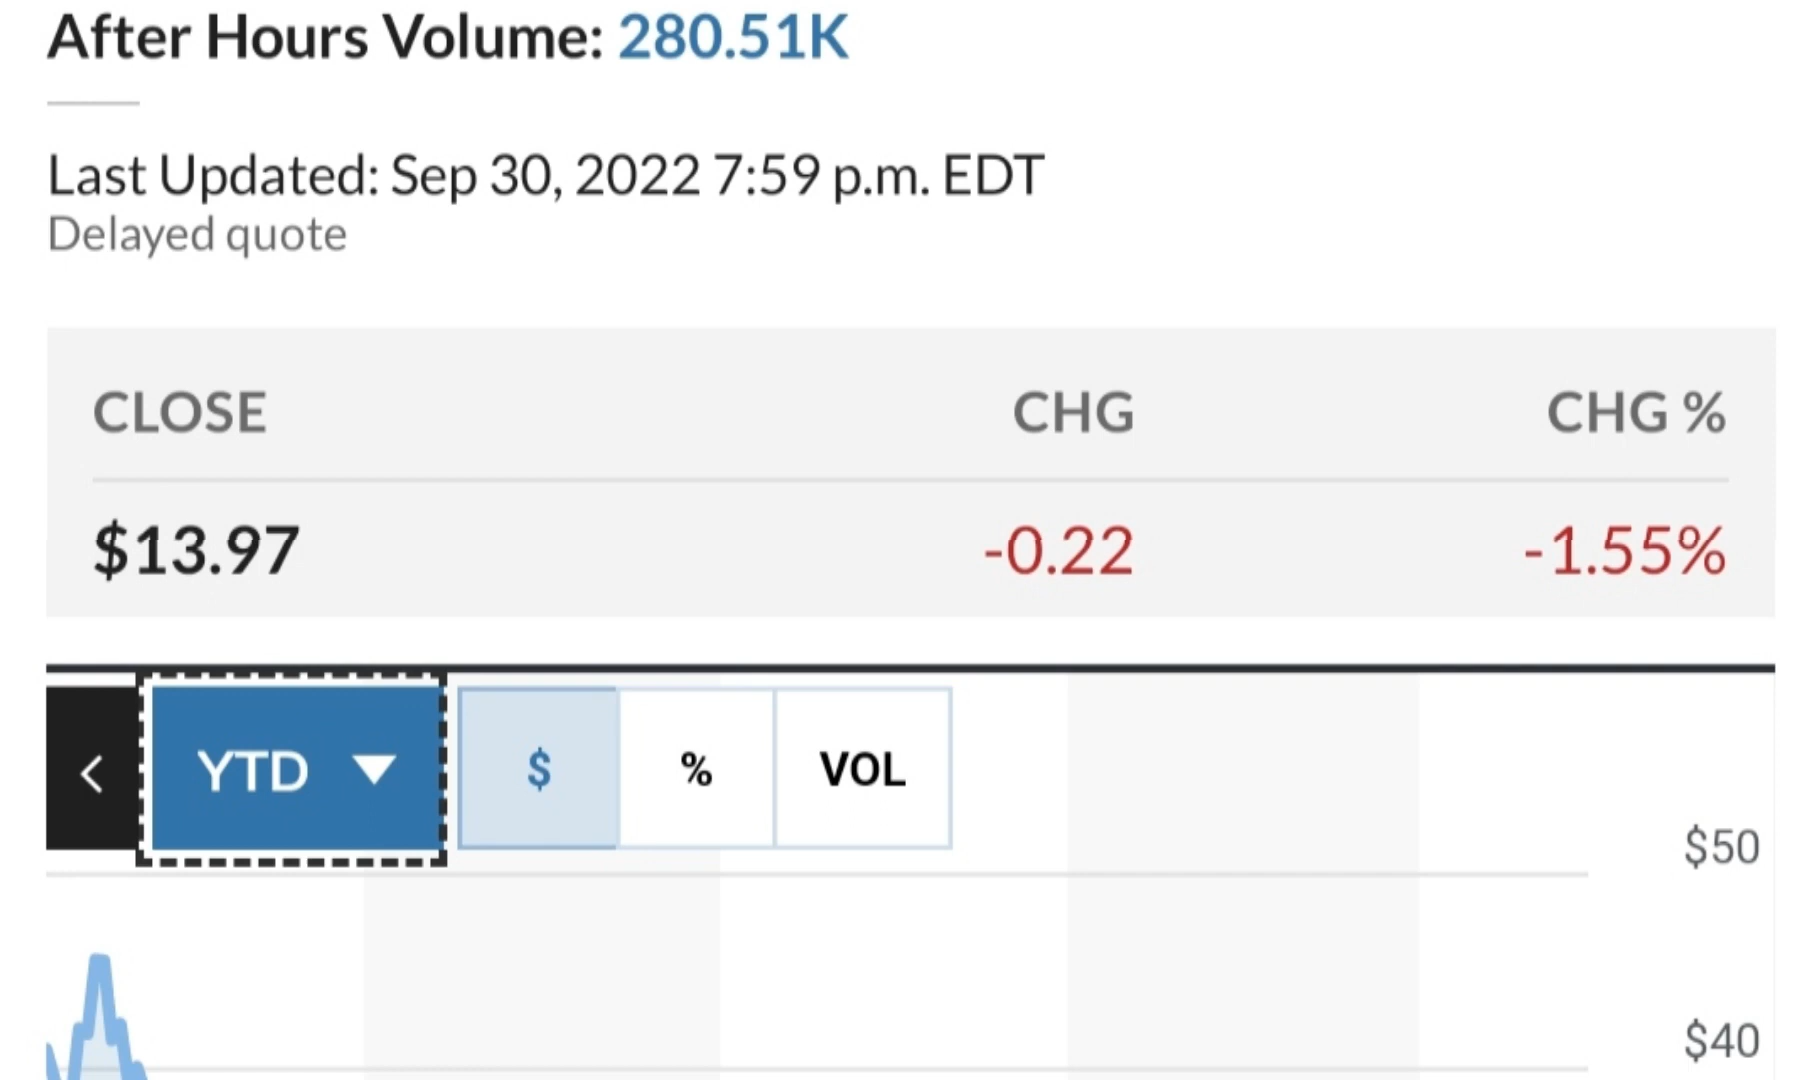 After Hours Volume: 280.51K
Last Updated: Sep 30, 2022 7:59 p.m. EDT
Delayed quote
CLOSE CHG CHG %
$13.97 -0.22 -1.55%
YTD $ % VOL
$50
$40